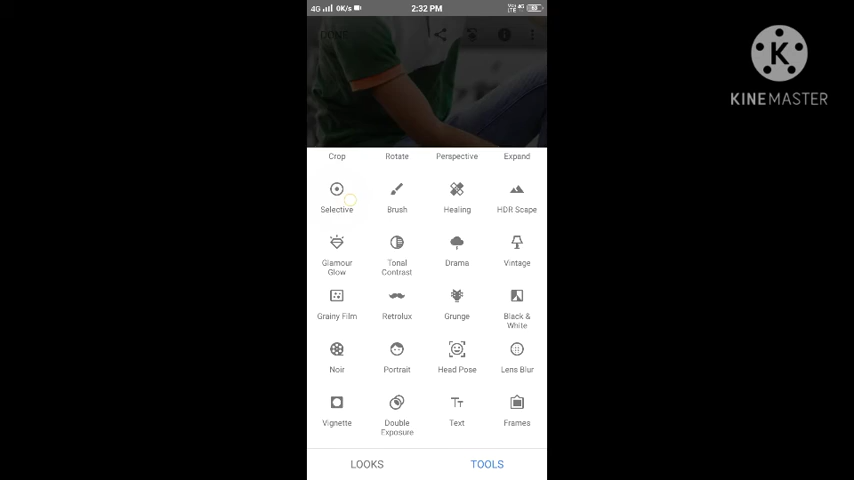 4G 0K/s 2:32 PM
DONE
K
KINEMASTER
Crop Rotate Perspective Expand
Selective Brush Healing HDR Scape
Glamour Glow Tonal Contrast Drama Vintage
Grainy Film Retrolux Grunge Black & White
Noir Portrait Head Pose Lens Blur
Vignette Double Exposure Text Frames
LOOKS TOOLS